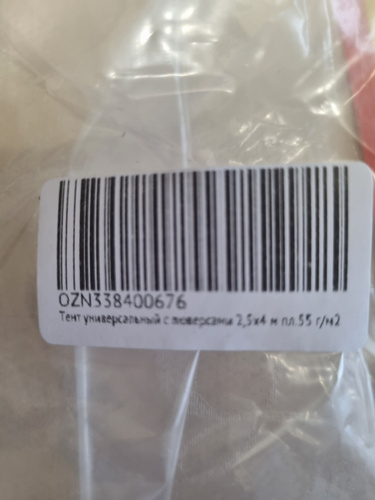 OZN338400676
Тент универсальный с люверсами 2,5х4 м пл.55 г/м2